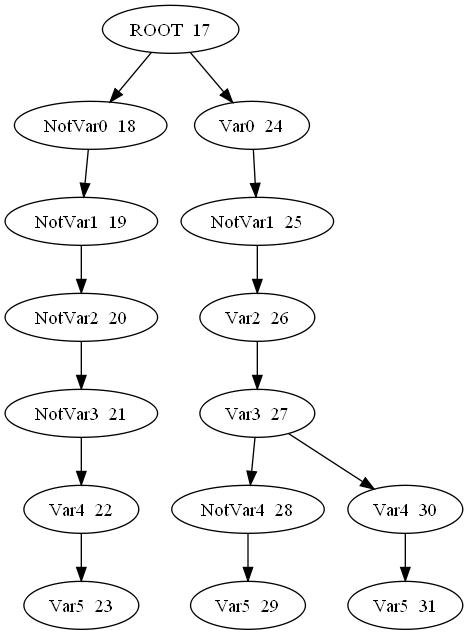 ROOT 17
NotVar0 18
Var0 24
NotVar1 19
NotVar1 25
NotVar2 20
Var2 26
NotVar3 21
Var3 27
Var4 22
NotVar4 28
Var4 30
Var5 23
Var5 29
Var5 31